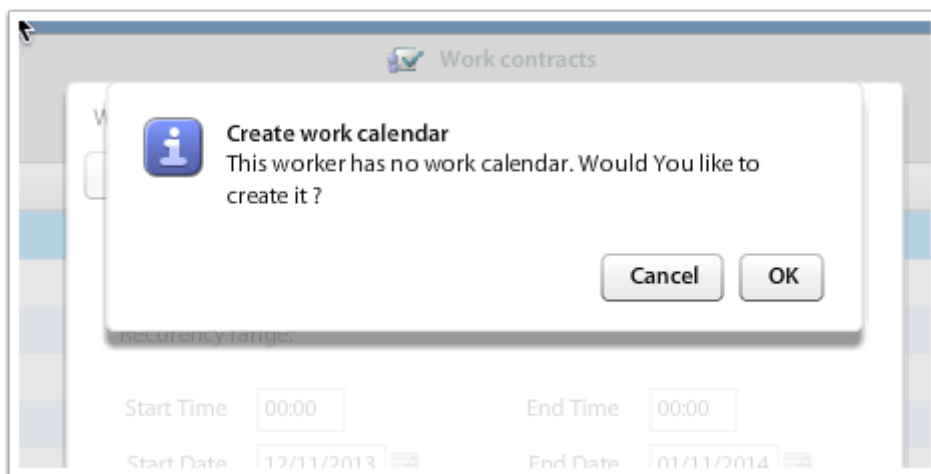 Work contracts
W
Create work calendar
This worker has no work calendar. Would You like to
create it ?
Cancel OK
Recurency range:
Start Time 00:00 End Time 00:00
Start Date 12/11/2013 End Date 01/11/2014